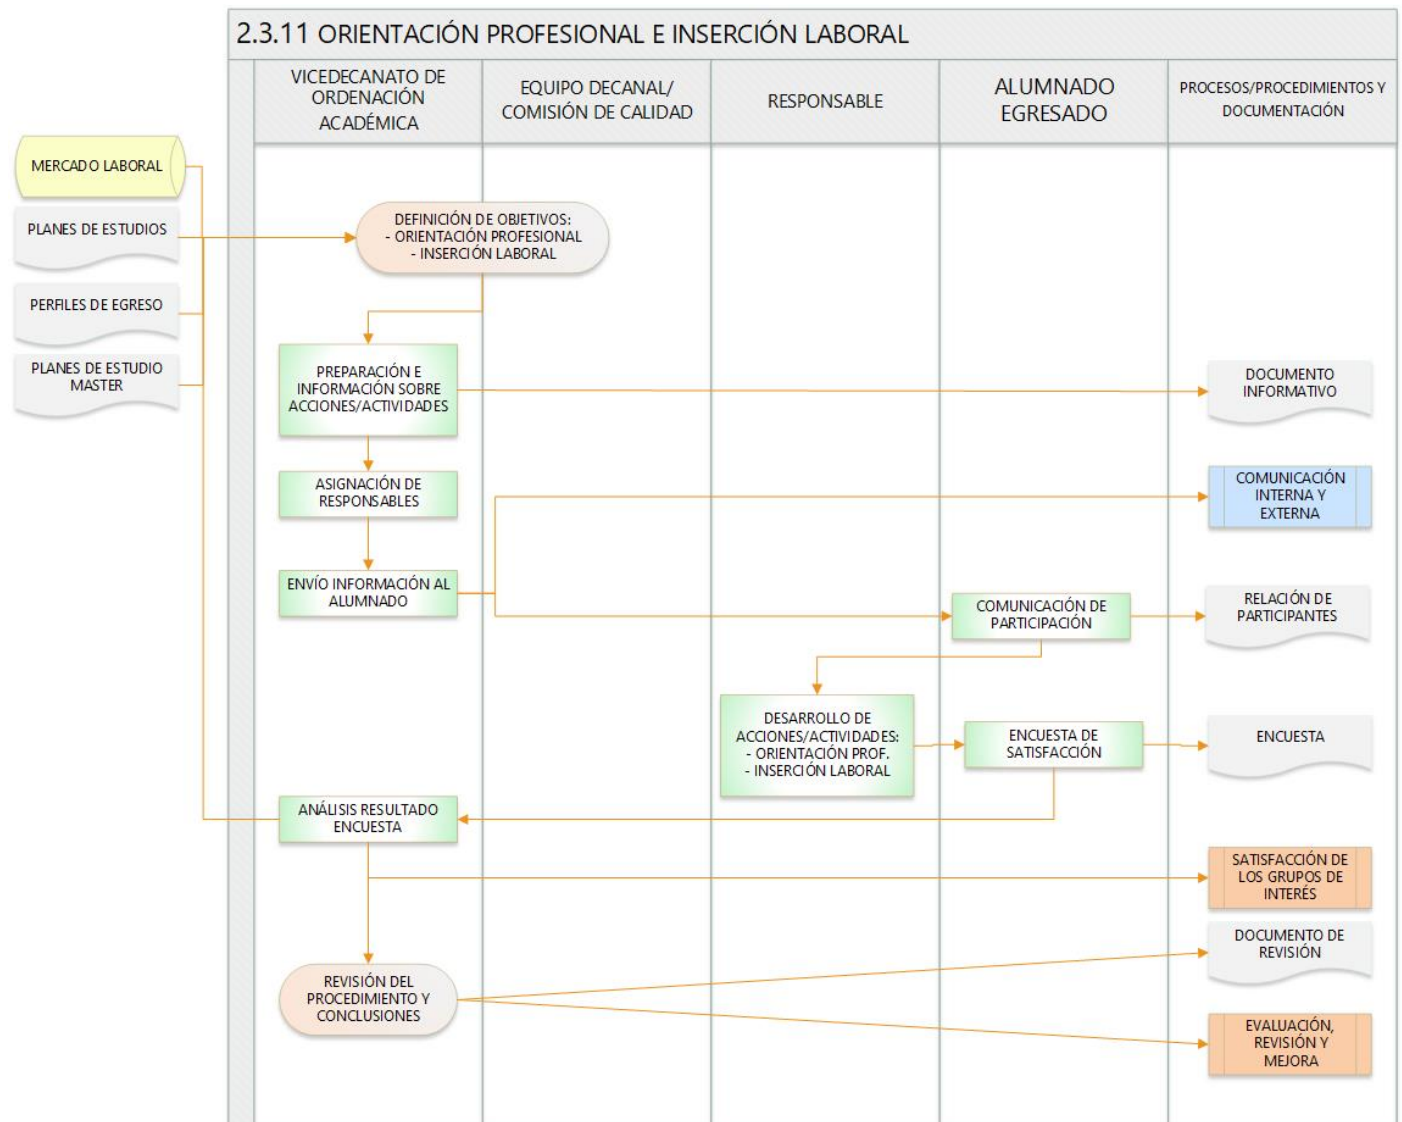 2.3.11 ORIENTACIÓN PROFESIONAL E INSERCIÓN LABORAL
VICEDECANATO DE
ORDENACIÓN
ACADÉMICA
EQUIPO DECANAL/
COMISIÓN DE CALIDAD
RESPONSABLE
ALUMNADO
EGRESADO
PROCESOS/PROCEDIMIENTOS Y
DOCUMENTACIÓN
MERCADO LABORAL
PLANES DE ESTUDIOS
PERFILES DE EGRESO
PLANES DE ESTUDIO
MASTER
DEFINICIÓN DE OBJETIVOS:
- ORIENTACIÓN PROFESIONAL
- INSERCIÓN LABORAL
PREPARACIÓN E
INFORMACIÓN SOBRE
ACCIONES/ACTIVIDADES
DOCUMENTO
INFORMATIVO
ASIGNACIÓN DE
RESPONSABLES
COMUNICACIÓN
INTERNA Y
EXTERNA
ENVÍO INFORMACIÓN AL
ALUMNADO
COMUNICACIÓN DE
PARTICIPACIÓN
RELACIÓN DE
PARTICIPANTES
DESARROLLO DE
ACCIONES/ACTIVIDADES:
- ORIENTACIÓN PROF.
- INSERCIÓN LABORAL
ENCUESTA DE
SATISFACCIÓN
ENCUESTA
ANÁLISIS RESULTADO
ENCUESTA
SATISFACCIÓN DE
LOS GRUPOS DE
INTERÉS
DOCUMENTO DE
REVISIÓN
REVISIÓN DEL
PROCEDIMIENTO Y
CONCLUSIONES
EVALUACIÓN,
REVISIÓN Y
MEJORA